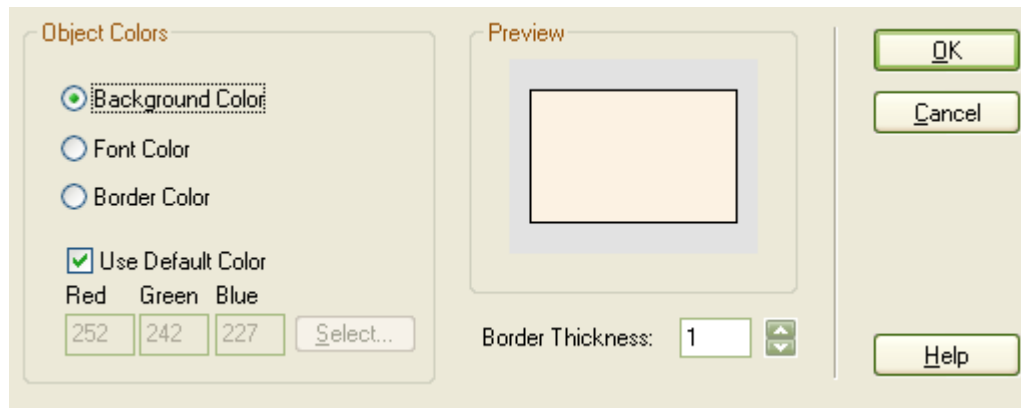 Object Colors
Background Color
Font Color
Border Color
Use Default Color
Red Green Blue
252 242 227 Select...
Preview
Border Thickness: 1
OK
Cancel
Help